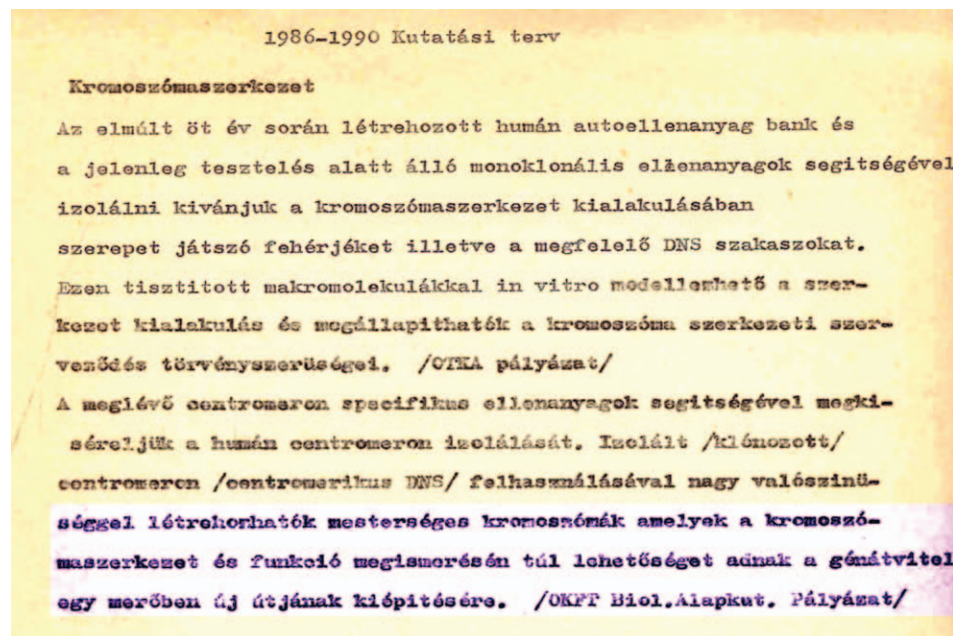 1986-1990 Kutatási terv
Kromoszómaszerkezet
Az elmúlt öt év során létrehozott humán autoellenanyag bank és
a jelenleg tesztelés alatt álló monoklonális ellenanyagok segitségével
izolálni kivánjuk a kromoszómaszerkezet kialakulásában
szerepet játszó fehérjéket illetve a megfelelő DNS szakaszokat.
Ezen tisztitott makromolekulákkal in vitro modellezhető a szer-
kezet kialakulás és megállapithatók a kromoszóma szerkezeti szer-
veződés törvényszerüségei. /OTKA pályázat/
A meglévő centromeron specifikus ellenanyagok segitségével megki-
séreljük a humán centromeron izolálását. Izolált /klónozott/
centromeron /centromerikus DNS/ felhasználásával nagy valószinü-
séggel létrehozhatók mesterséges kromoszómák amelyek a kromoszó-
maszerkezet és funkció megismerésén túl lehetőséget adnak a génátvitel
egy merőben új útjának kiépitésére. /OKFT Biol.Alapkut. Pályázat/